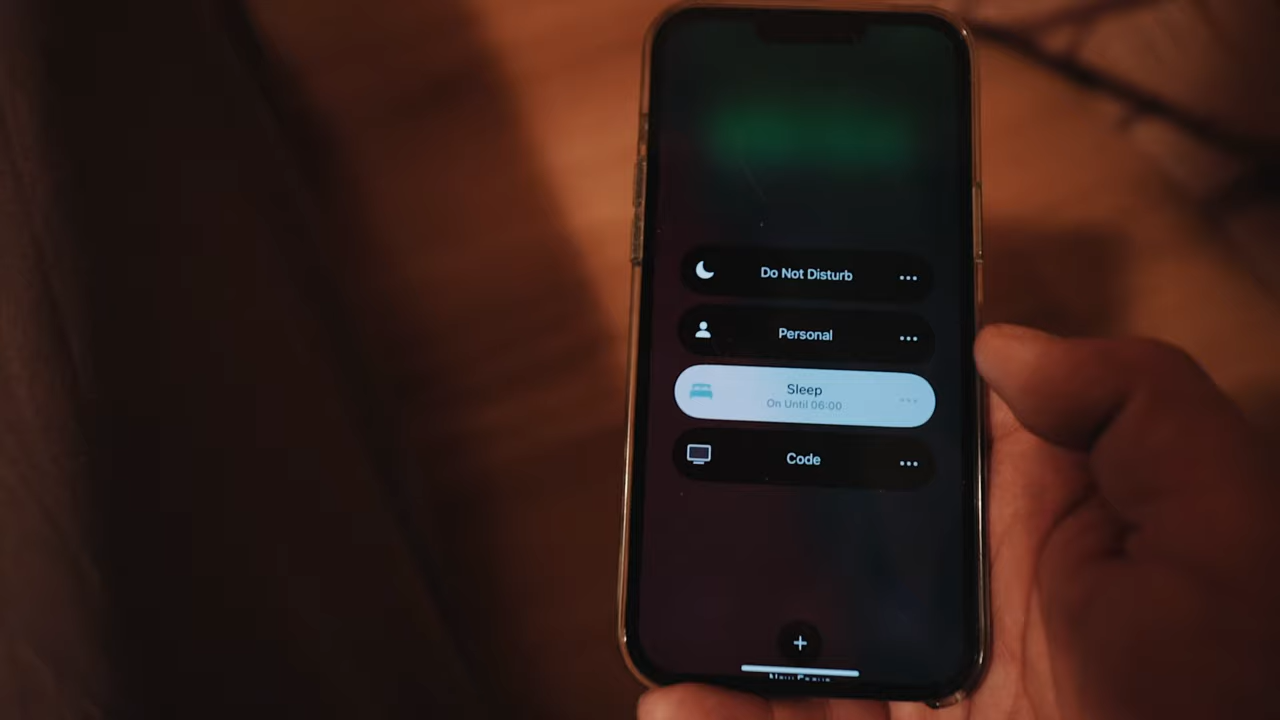 Do Not Disturb
Personal
Sleep
On Until 06:00
Code